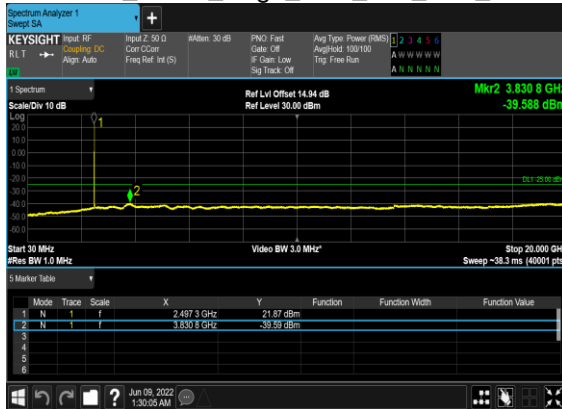 Spectrum Analyzer 1
Swept SA
+
KEYSIGHT Input: RF Input Z: 50 Ω #Atten: 30 dB PNO: Fast Avg Type: Power (RMS) 1 2 3 4 5 6
RLT Coupling: DC Corr CCorr Gate: Off Avg|Hold: 100/100 A W W W W W
Align: Auto Freq Ref: Int (S) IF Gain: Low Trig: Free Run
LXI Sig Track: Off A N N N N N
1 Spectrum Ref Lvl Offset 14.94 dB Mkr2 3.830 8 GHz
Scale/Div 10 dB Ref Level 30.00 dBm -39.588 dBm
Log
1
20.0
10.0
0.00
-10.0
DL1 -25.00 dBm
-20.0
2
-30.0
-40.0
-50.0
-60.0
Start 30 MHz Video BW 3.0 MHz* Stop 20.000 GHz
#Res BW 1.0 MHz Sweep ~38.3 ms (40001 pts)
5 Marker Table
Mode Trace Scale X Y Function Function Width Function Value
1 N 1 f 2.497 3 GHz 21.87 dBm
2 N 1 f 3.830 8 GHz -39.59 dBm
3
4
5
6
? Jun 09, 2022
1:30:05 AM